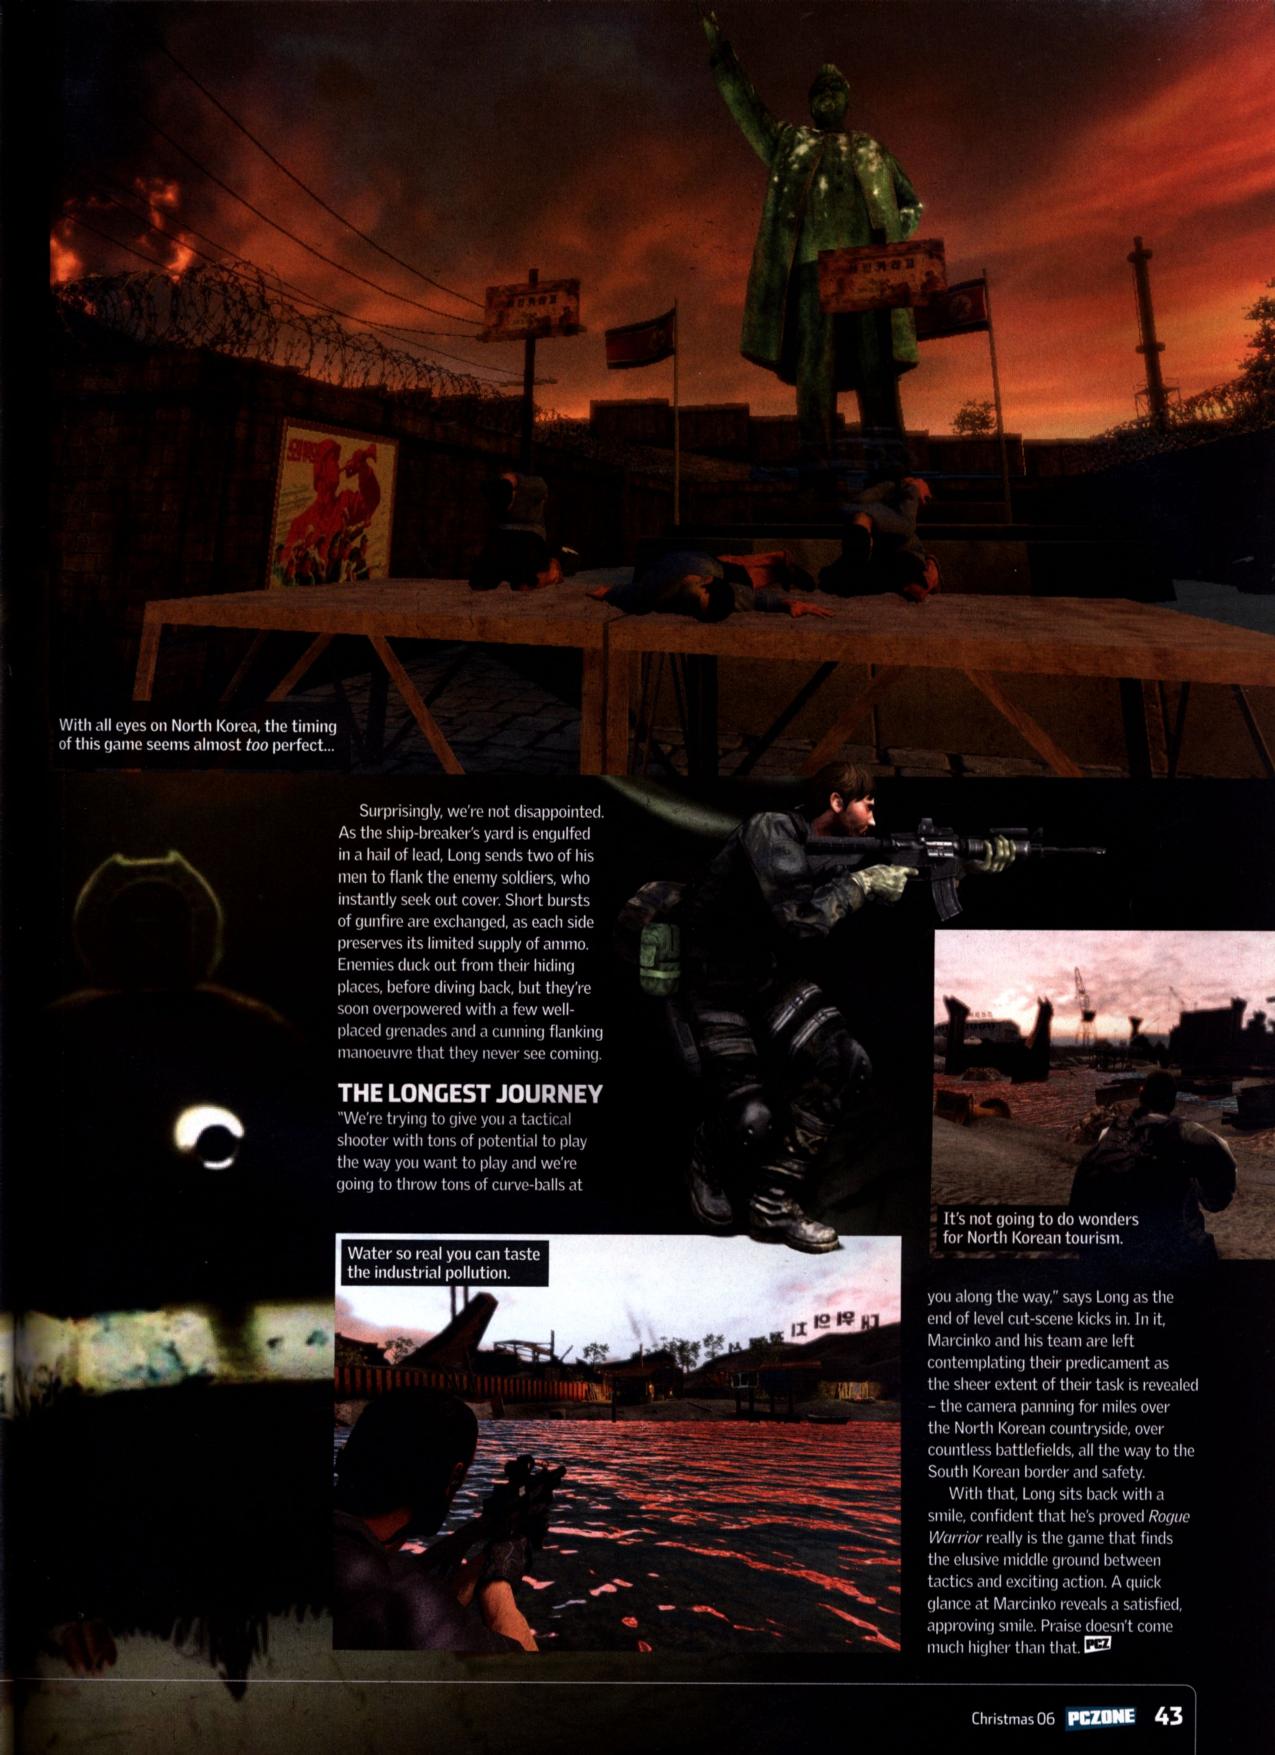 With all eyes on North Korea, the timing
of this game seems almost too perfect...
Surprisingly, we're not disappointed.
As the ship-breaker's yard is engulfed
in a hail of lead, Long sends two of his
men to flank the enemy soldiers, who
instantly seek out cover. Short bursts
of gunfire are exchanged, as each side
preserves its limited supply of ammo.
Enemies duck out from their hiding
places, before diving back, but they're
soon overpowered with a few well-
placed grenades and a cunning flanking
manoeuvre that they never see coming.
THE LONGEST JOURNEY
"We're trying to give you a tactical
shooter with tons of potential to play
the way you want to play and we're
going to throw tons of curve-balls at
Water so real you can taste
the industrial pollution.
It's not going to do wonders
for North Korean tourism.
you along the way," says Long as the
end of level cut-scene kicks in. In it,
Marcinko and his team are left
contemplating their predicament as
the sheer extent of their task is revealed
– the camera panning for miles over
the North Korean countryside, over
countless battlefields, all the way to the
South Korean border and safety.
With that, Long sits back with a
smile, confident that he's proved Rogue
Warrior really is the game that finds
the elusive middle ground between
tactics and exciting action. A quick
glance at Marcinko reveals a satisfied,
approving smile. Praise doesn't come
much higher than that. PCZ
Christmas 06 PCZONE 43